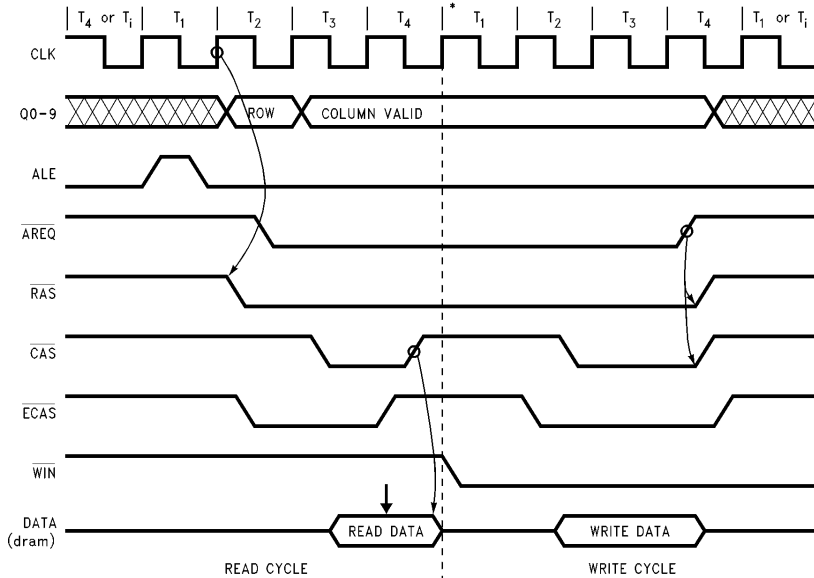 T4 or Ti T1 T2 T3 T4 * T1 T2 T3 T4 T1 or Ti
CLK
Q0-9 ROW COLUMN VALID
ALE
AREQ
RAS
CAS
ECAS
WIN
DATA READ DATA WRITE DATA
(dram)
READ CYCLE WRITE CYCLE